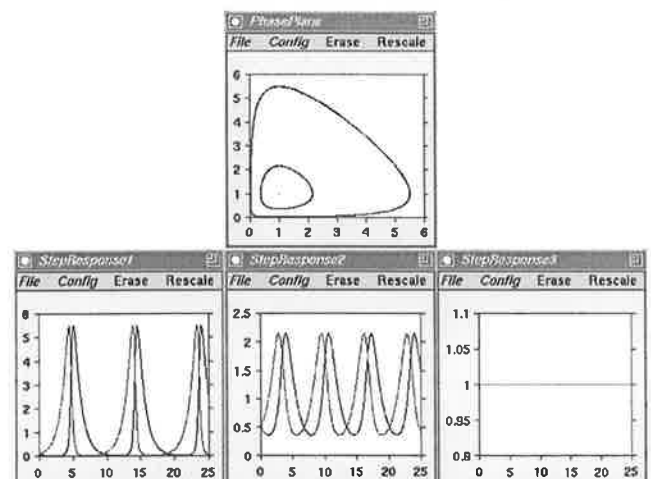 PhasePlane
File Config Erase Rescale
6
5
4
3
2
1
0
0 1 2 3 4 5 6
StepResponse1
File Config Erase Rescale
6
5
4
3
2
1
0
0 5 10 15 20 25
StepResponse2
File Config Erase Rescale
2.5
2
1.5
1
0.5
0
0 5 10 15 20 25
StepResponse3
File Config Erase Rescale
1.1
1.05
1
0.95
0.9
0 5 10 15 20 25